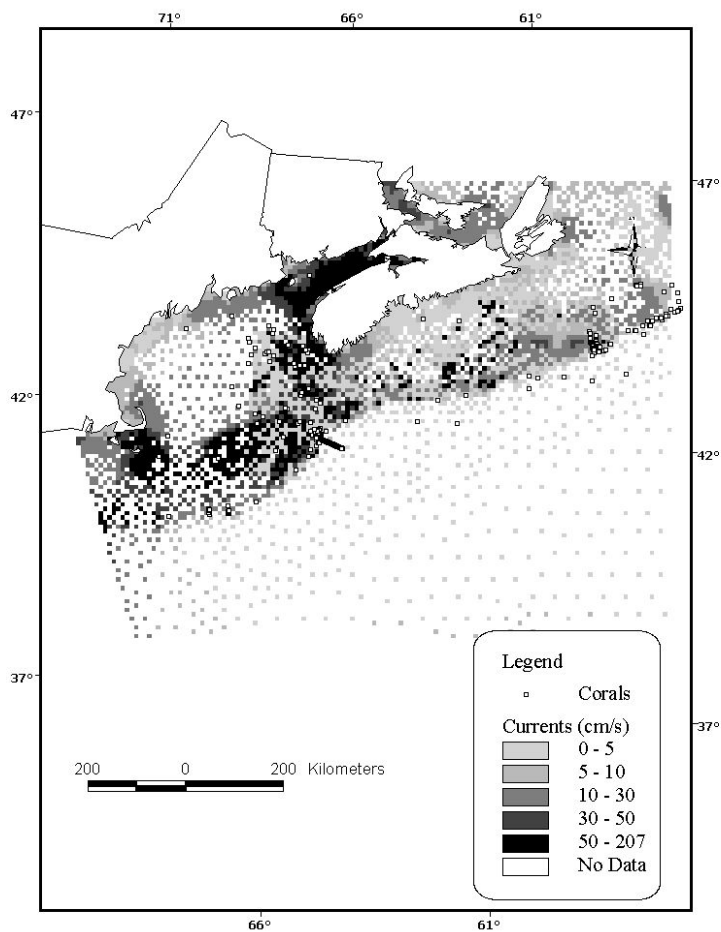 71° 66° 61°
47°
47°
42°
42°
37°
37°
Legend
Corals
Currents (cm/s)
0 - 5
5 - 10
10 - 30
30 - 50
50 - 207
No Data
200 0 200 Kilometers
66° 61°